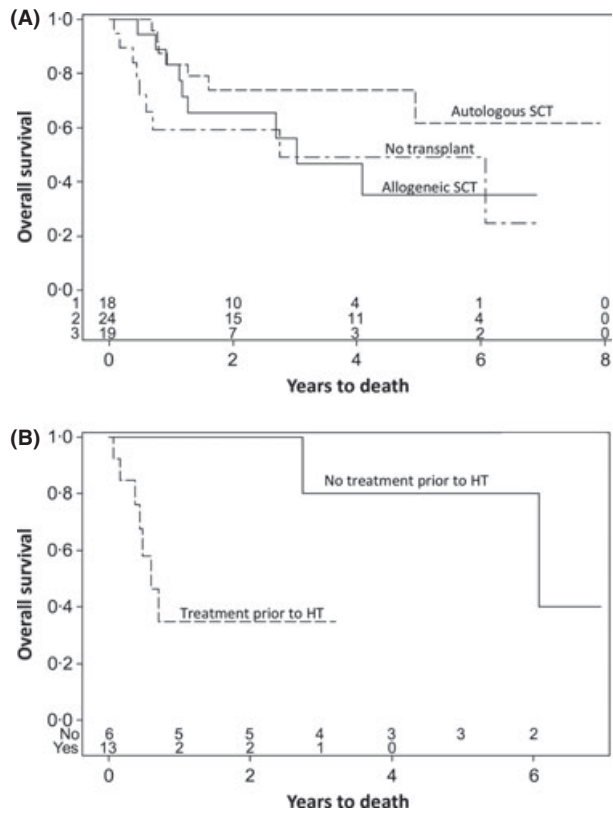 (A)
1·0
0·8
0·6
0·4
0·2
0·0
Overall survival
Autologous SCT
No transplant
Allogeneic SCT
1 18 10 4 1 0
2 24 15 11 4 0
3 19 7 3 2 0
0 2 4 6 8
Years to death
(B)
1·0
0·8
0·6
0·4
0·2
0·0
Overall survival
No treatment prior to HT
Treatment prior to HT
No 6 5 5 4 3 3 2
Yes 13 2 2 1 0
0 2 4 6
Years to death